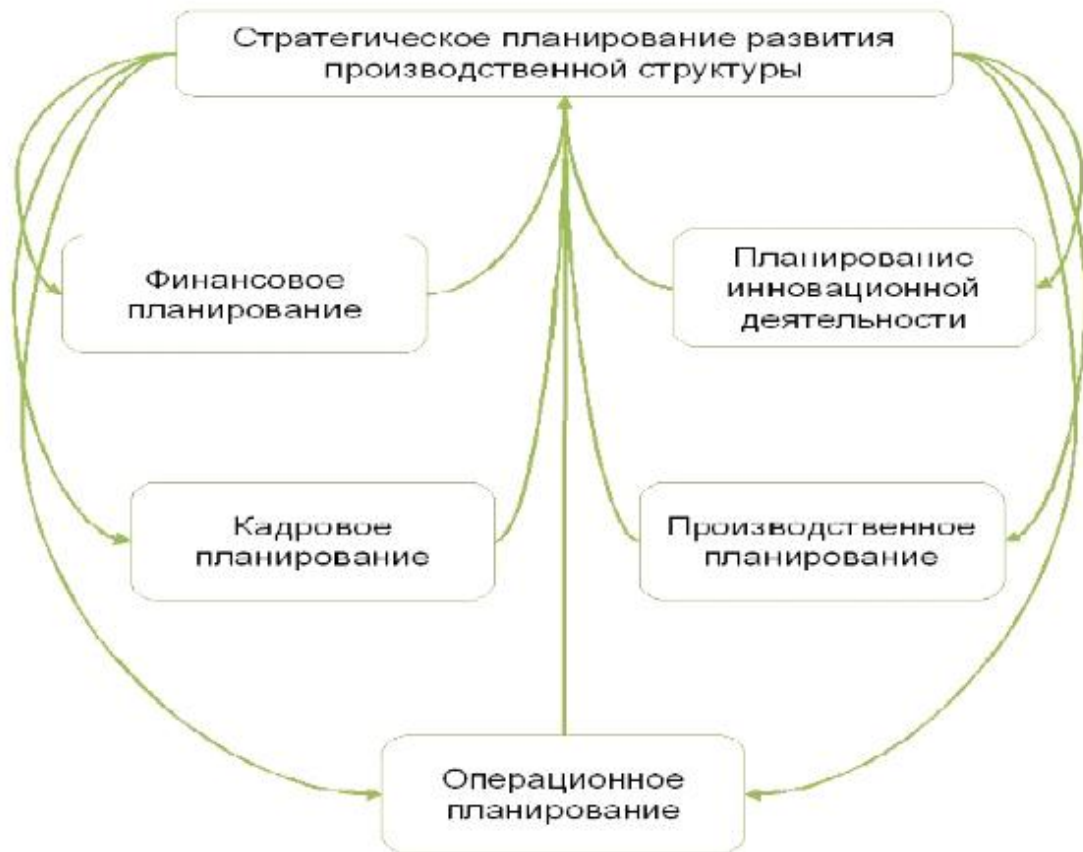 Стратегическое планирование развития
производственной структуры
Финансовое
планирование
Планирование
инновационной
деятельности
Кадровое
планирование
Производственное
планирование
Операционное
планирование